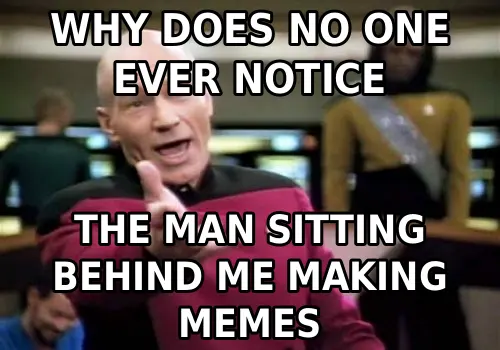 WHY DOES NO ONE
EVER NOTICE
THE MAN SITTING
BEHIND ME MAKING
MEMES